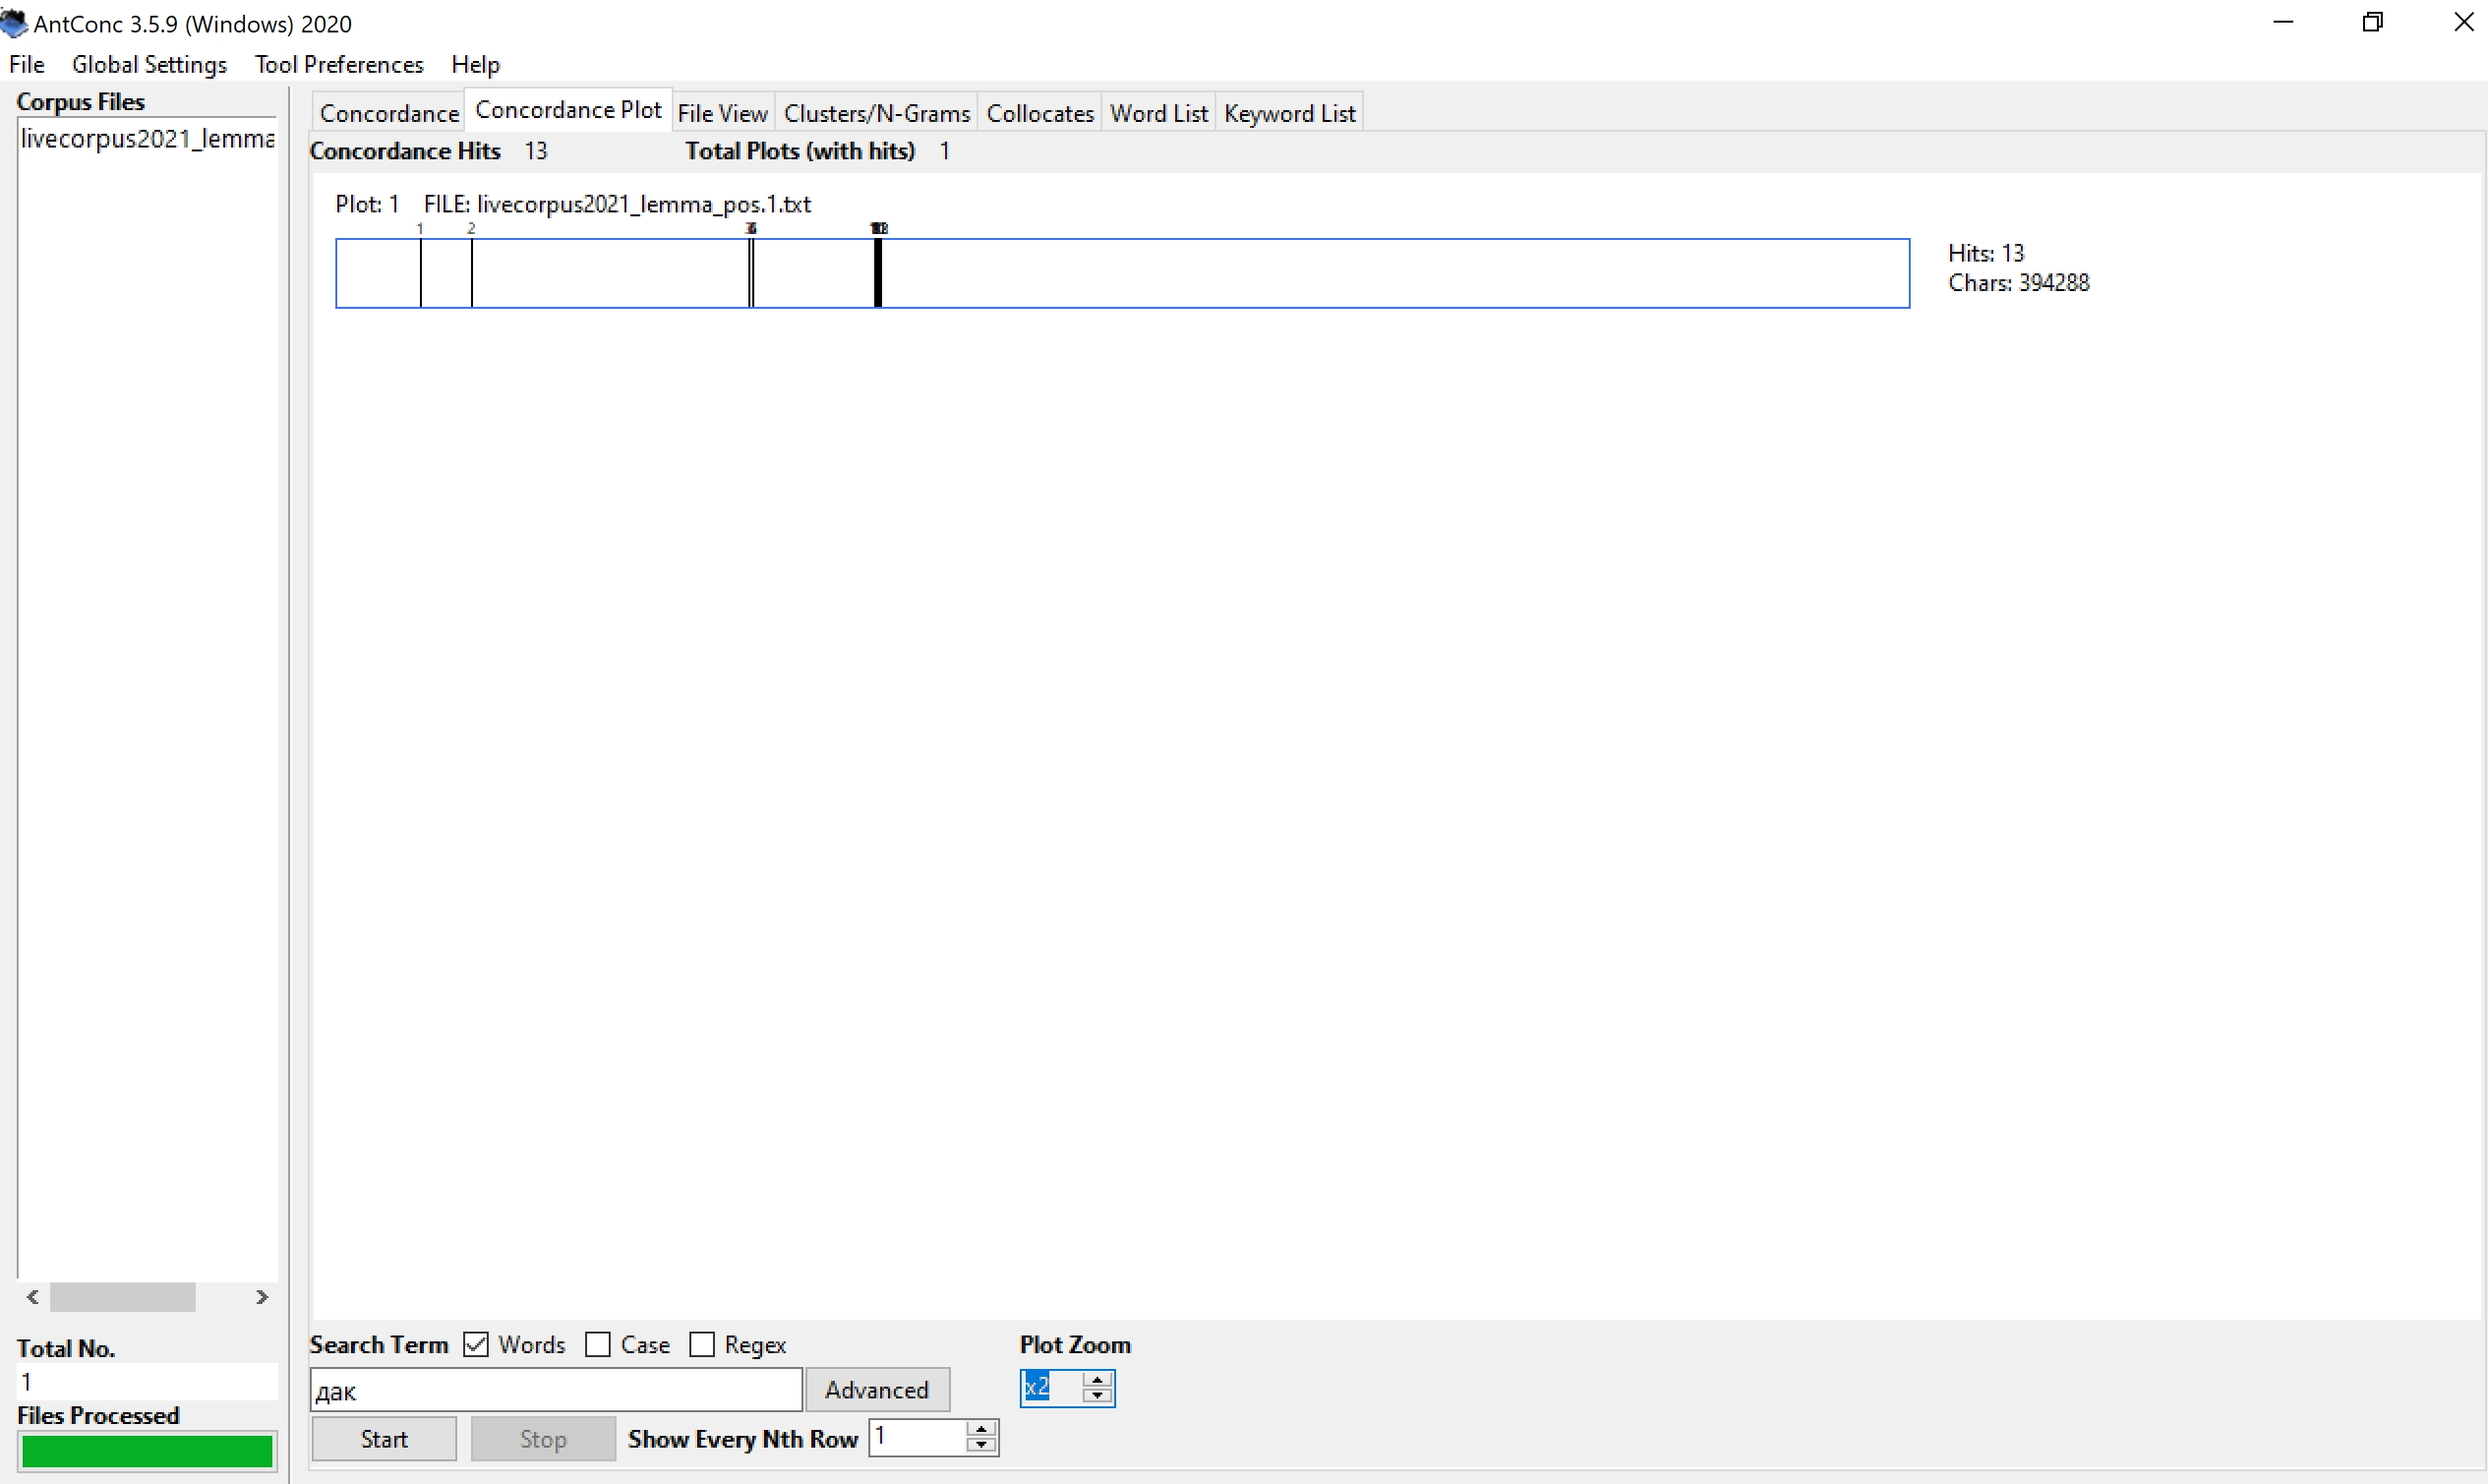 AntConc 3.5.9 (Windows) 2020
File Global Settings Tool Preferences Help
Corpus Files
livecorpus2021_lemma
Concordance Concordance Plot File View Clusters/N-Grams Collocates Word List Keyword List
Concordance Hits 13 Total Plots (with hits) 1
Plot: 1 FILE: livecorpus2021_lemma_pos.1.txt
1 2
Hits: 13
Chars: 394288
Total No.
1
Files Processed
Search Term Words Case Regex
дак Advanced
Start Stop Show Every Nth Row 1
Plot Zoom
x2